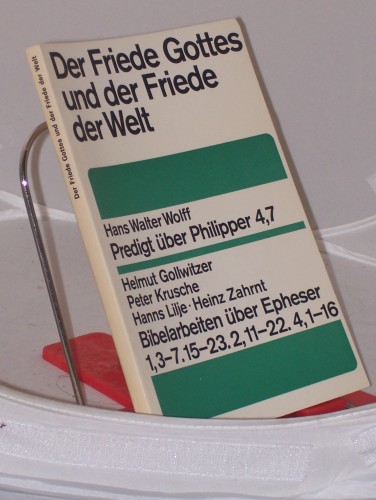 Der Friede Gottes und der Friede der Welt
Der Friede Gottes
und der Friede
der Welt
Hans Walter Wolff
Predigt über Philipper 4,7
Helmut Gollwitzer
Peter Krusche
Hanns Lilje · Heinz Zahrnt
Bibelarbeiten über Epheser
1,3–7.15–23.2,11–22.4,1–16